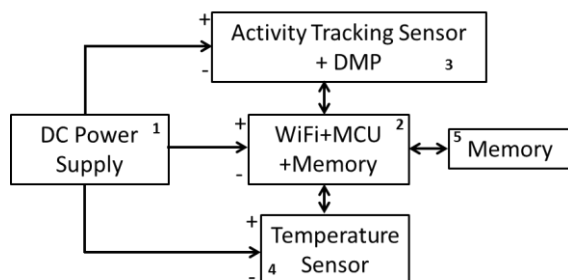 +
Activity Tracking Sensor
- + DMP 3
DC Power 1
Supply
+ WiFi+MCU 2
- +Memory
5 Memory
+ Temperature
- 4 Sensor